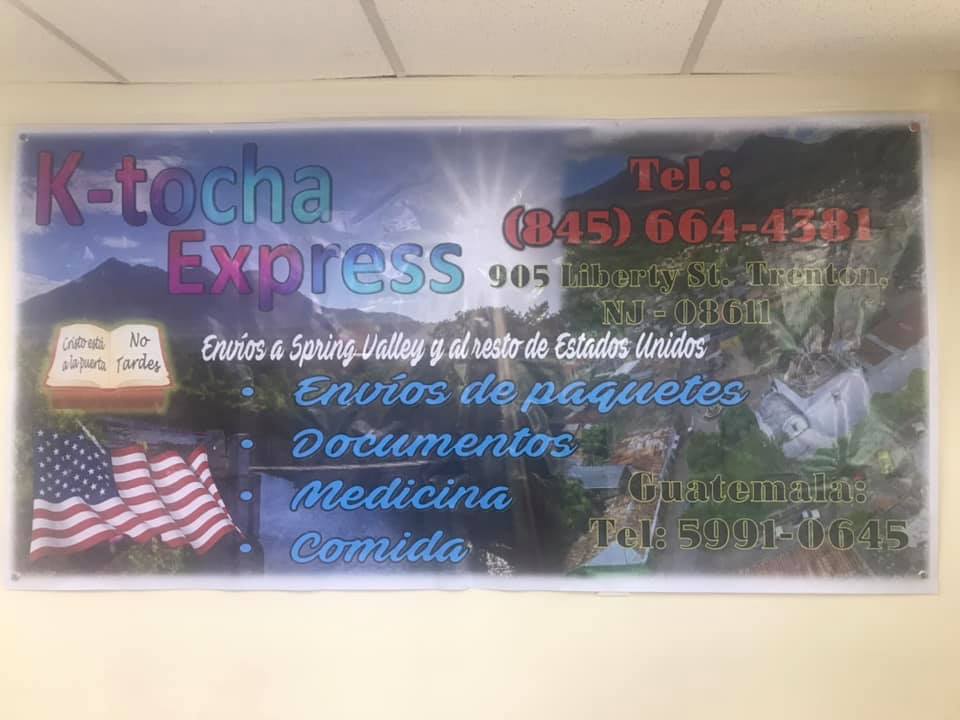 K-tocha
Express
Tel.:
(845) 664-4381
905 Liberty St. Trenton,
NJ - 08611
Cristo está
a la puerta
No
Tardes
Envíos a Spring Valley y al resto de Estados Unidos
• Envíos de paquetes
• Documentos
• Medicina
• Comida
Guatemala:
Tel: 5991-0645